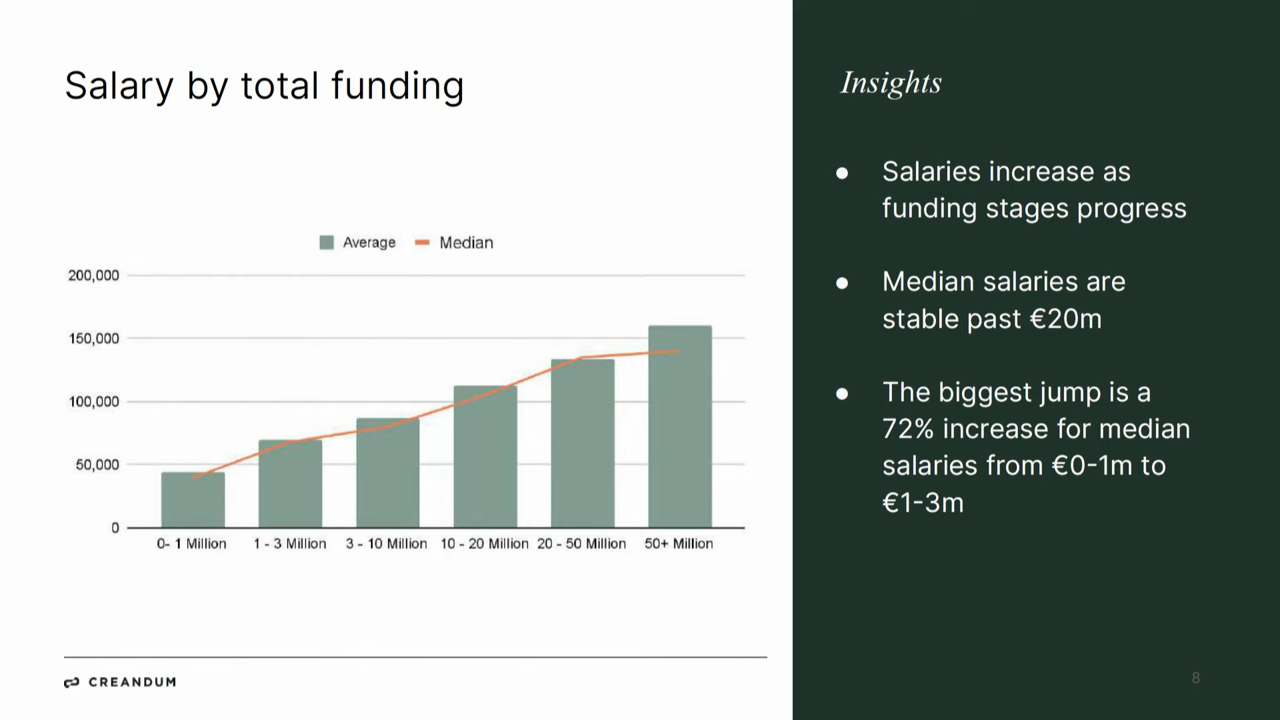 Salary by total funding
Average
Median
200,000
150,000
100,000
50,000
0
0- 1 Million
1 - 3 Million
3 - 10 Million
10 - 20 Million
20 - 50 Million
50+ Million
CREANDUM
Insights
● Salaries increase as
funding stages progress
● Median salaries are
stable past €20m
● The biggest jump is a
72% increase for median
salaries from €0-1m to
€1-3m
8